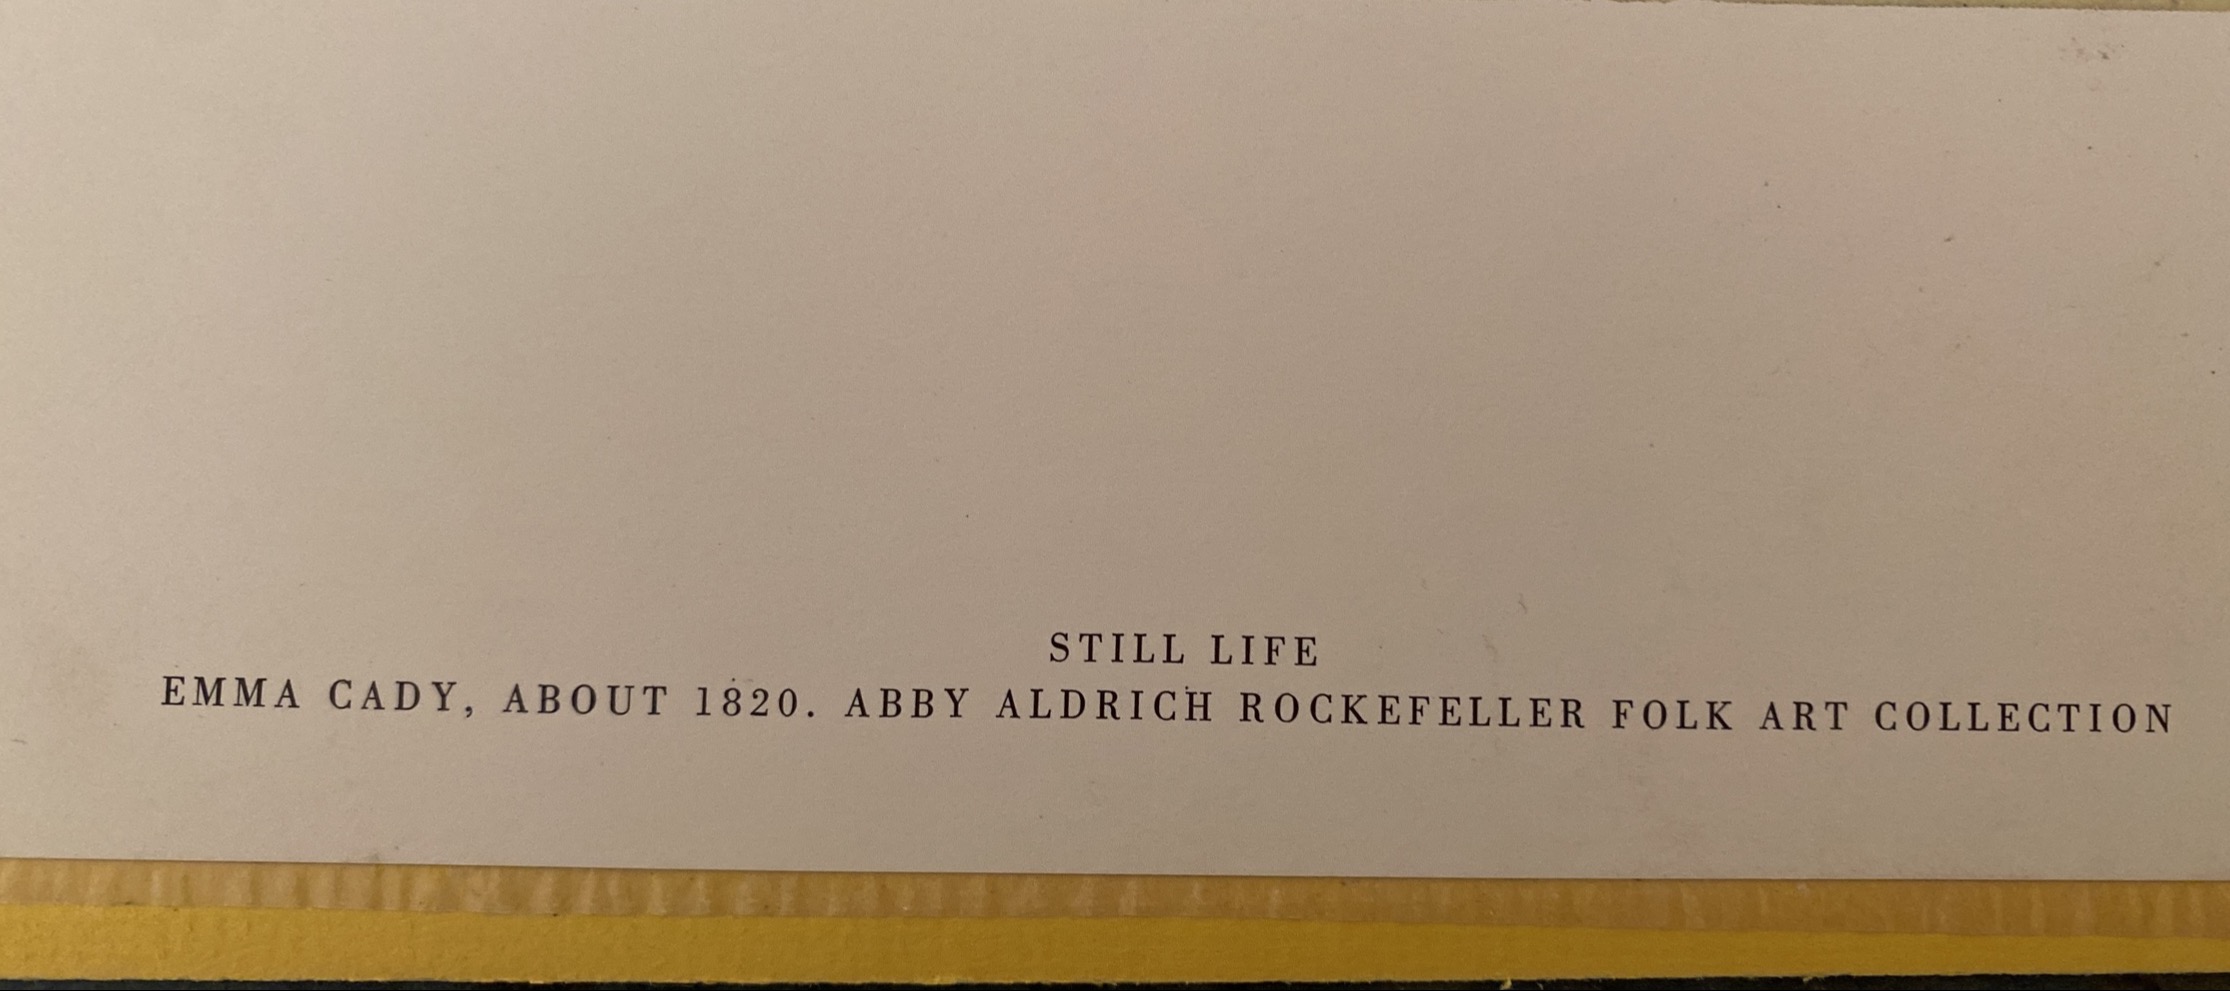 STILL LIFE
EMMA CADY, ABOUT 1820. ABBY ALDRICH ROCKEFELLER FOLK ART COLLECTION